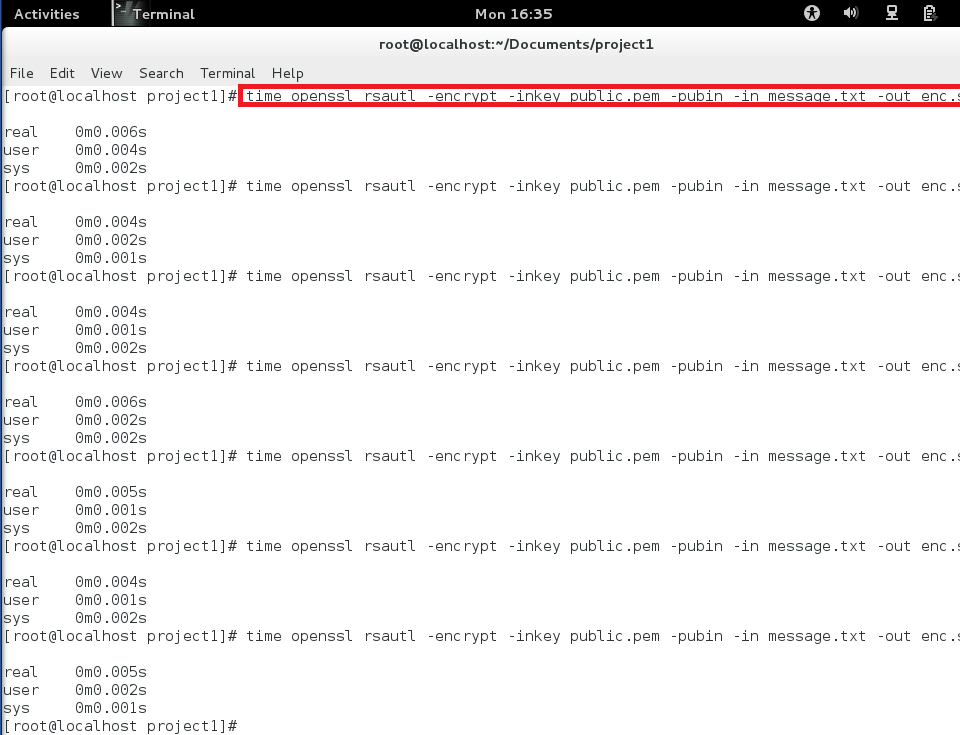 Activities Terminal Mon 16:35
root@localhost:~/Documents/project1
File Edit View Search Terminal Help
[root@localhost project1]# time openssl rsautl -encrypt -inkey public.pem -pubin -in message.txt -out enc.s
real 0m0.006s
user 0m0.004s
sys 0m0.002s
[root@localhost project1]# time openssl rsautl -encrypt -inkey public.pem -pubin -in message.txt -out enc.s
real 0m0.004s
user 0m0.002s
sys 0m0.001s
[root@localhost project1]# time openssl rsautl -encrypt -inkey public.pem -pubin -in message.txt -out enc.s
real 0m0.004s
user 0m0.001s
sys 0m0.002s
[root@localhost project1]# time openssl rsautl -encrypt -inkey public.pem -pubin -in message.txt -out enc.s
real 0m0.006s
user 0m0.002s
sys 0m0.002s
[root@localhost project1]# time openssl rsautl -encrypt -inkey public.pem -pubin -in message.txt -out enc.s
real 0m0.005s
user 0m0.001s
sys 0m0.002s
[root@localhost project1]# time openssl rsautl -encrypt -inkey public.pem -pubin -in message.txt -out enc.s
real 0m0.004s
user 0m0.001s
sys 0m0.002s
[root@localhost project1]# time openssl rsautl -encrypt -inkey public.pem -pubin -in message.txt -out enc.s
real 0m0.005s
user 0m0.002s
sys 0m0.001s
[root@localhost project1]#